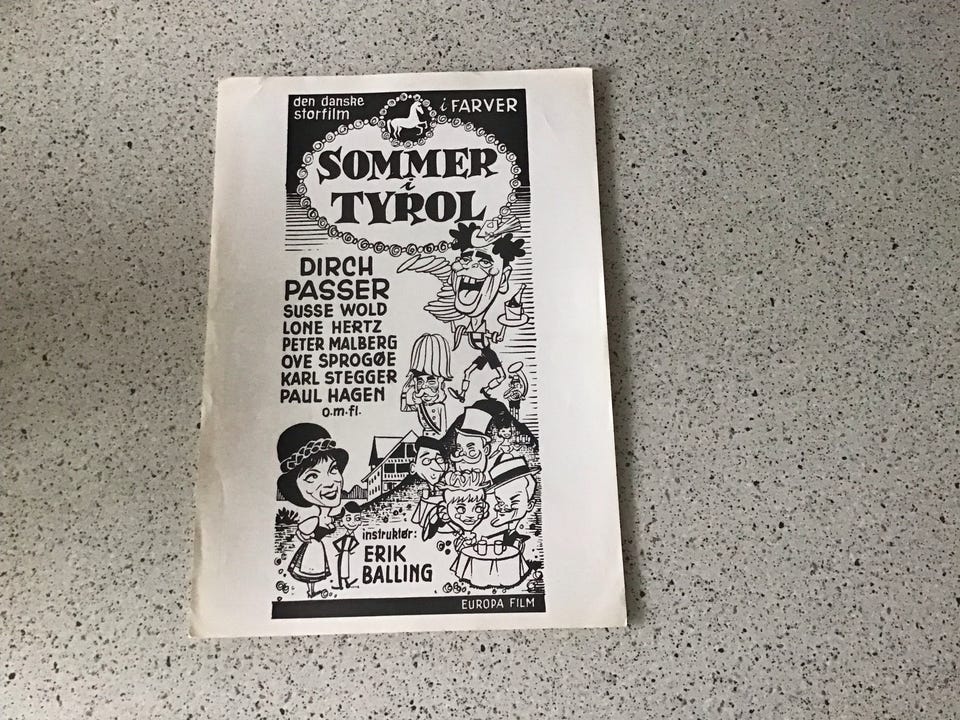 den danske
storfilm
i FARVER
SOMMER
i
TYROL
DIRCH
PASSER
SUSSE WOLD
LONE HERTZ
PETER MALBERG
OVE SPROGØE
KARL STEGGER
PAUL HAGEN
o.m.fl.
instruktør:
ERIK
BALLING
EUROPA FILM